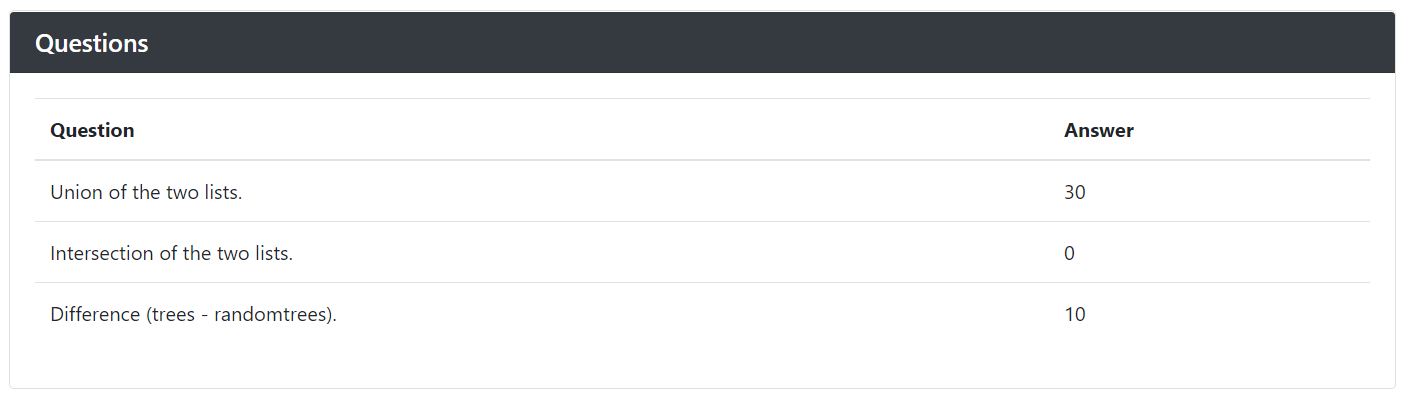 Questions
Question Answer
Union of the two lists. 30
Intersection of the two lists. 0
Difference (trees - randomtrees). 10